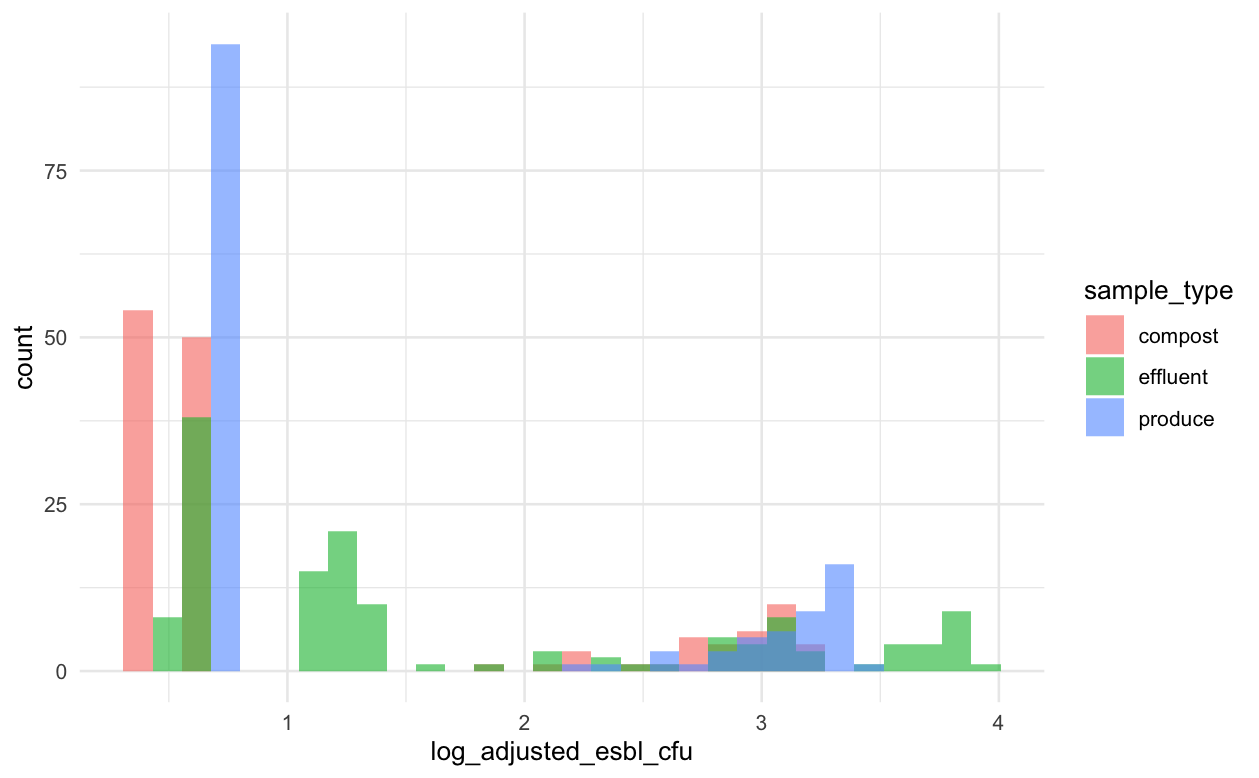 75
50
25
0
count
1 2 3 4
log_adjusted_esbl_cfu
sample_type
compost
effluent
produce